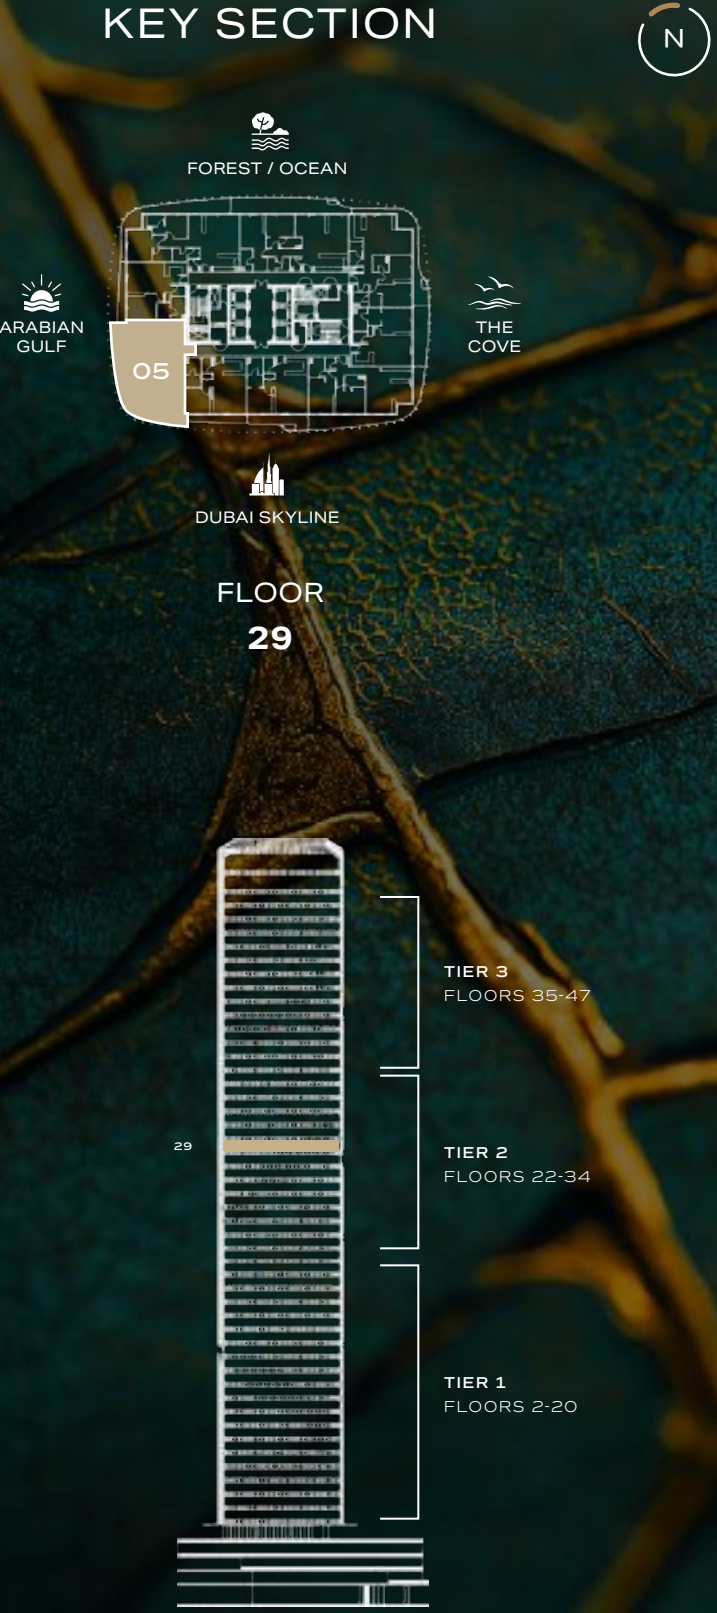 KEY SECTION
N
FOREST / OCEAN
ARABIAN
GULF
THE
COVE
05
DUBAI SKYLINE
FLOOR
29
TIER 3
FLOORS 35-47
29
TIER 2
FLOORS 22-34
TIER 1
FLOORS 2-20